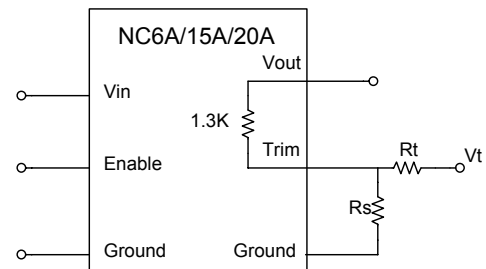 NC6A/15A/20A
Vout
Vin
1.3K
Trim
Rt
Vt
Enable
Rs
Ground
Ground